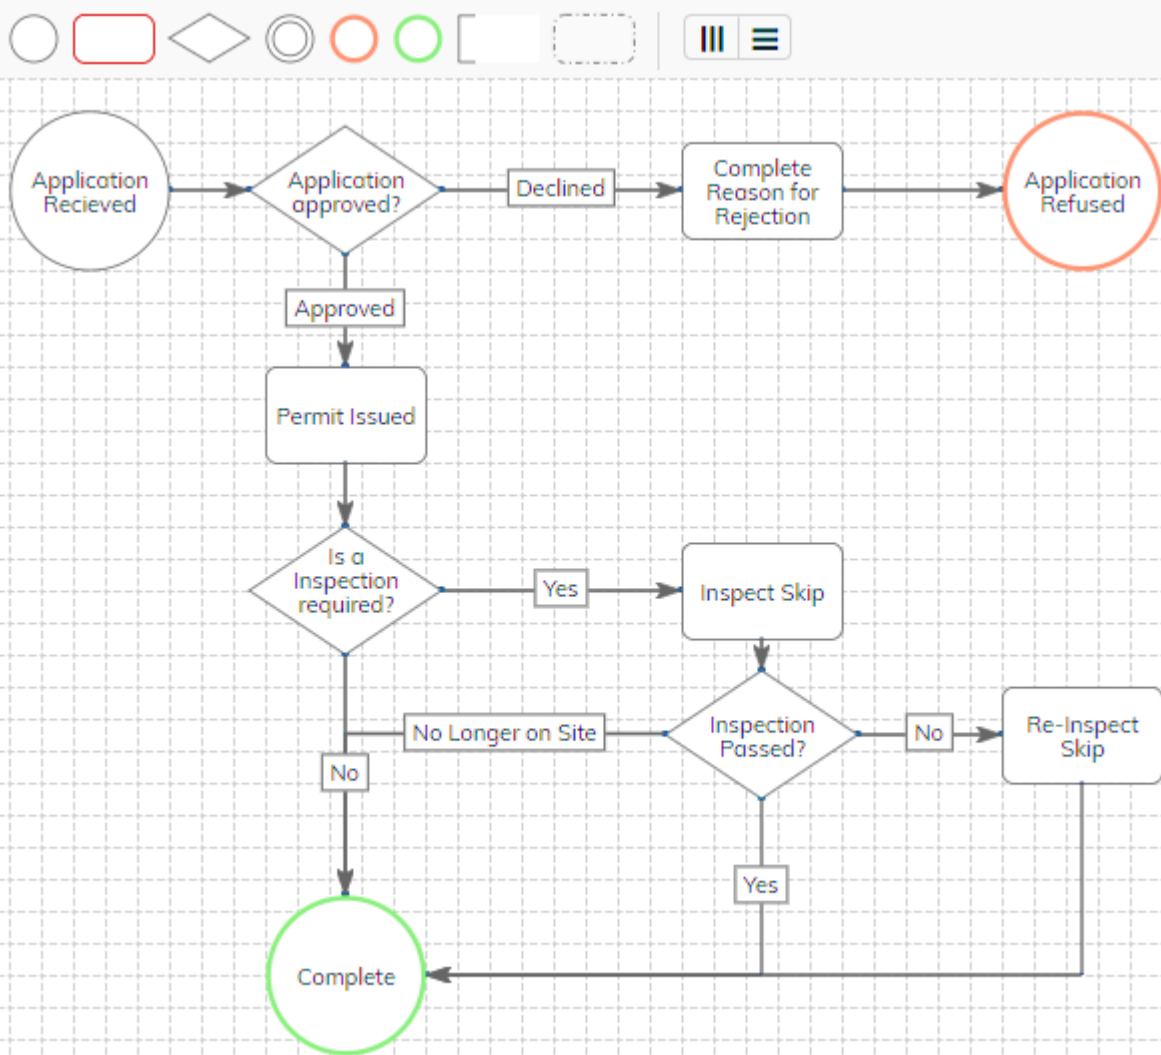 Application
Recieved
Application
approved?
Declined
Complete
Reason for
Rejection
Application
Refused
Approved
Permit Issued
Is a
Inspection
required?
Yes
Inspect Skip
No Longer on Site
Inspection
Passed?
No
Re-Inspect
Skip
No
Yes
Complete